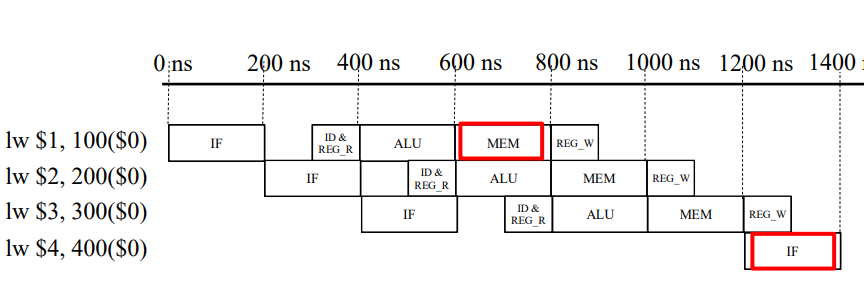 0 ns 200 ns 400 ns 600 ns 800 ns 1000 ns 1200 ns 1400
lw $1, 100($0) IF ID & REG_R ALU MEM REG_W
lw $2, 200($0) IF ID & REG_R ALU MEM REG_W
lw $3, 300($0) IF ID & REG_R ALU MEM REG_W
lw $4, 400($0) IF